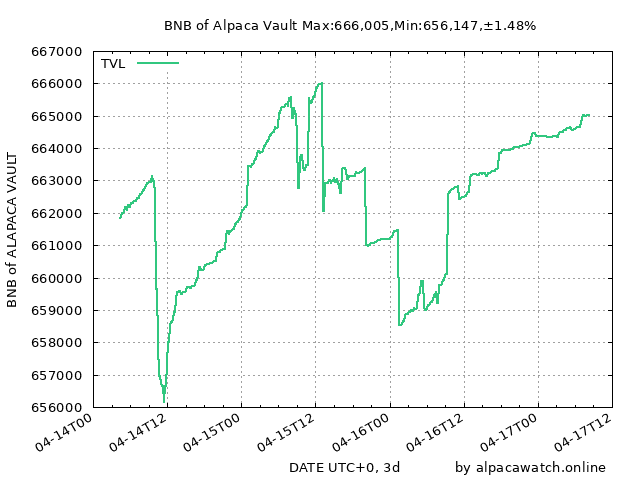 BNB of Alpaca Vault Max:666,005,Min:656,147,±1.48%
TVL
BNB of ALAPACA VAULT
667000
666000
665000
664000
663000
662000
661000
660000
659000
658000
657000
656000
04-14T00
04-14T12
04-15T00
04-15T12
04-16T00
04-16T12
04-17T00
04-17T12
DATE UTC+0, 3d
by alpacawatch.online